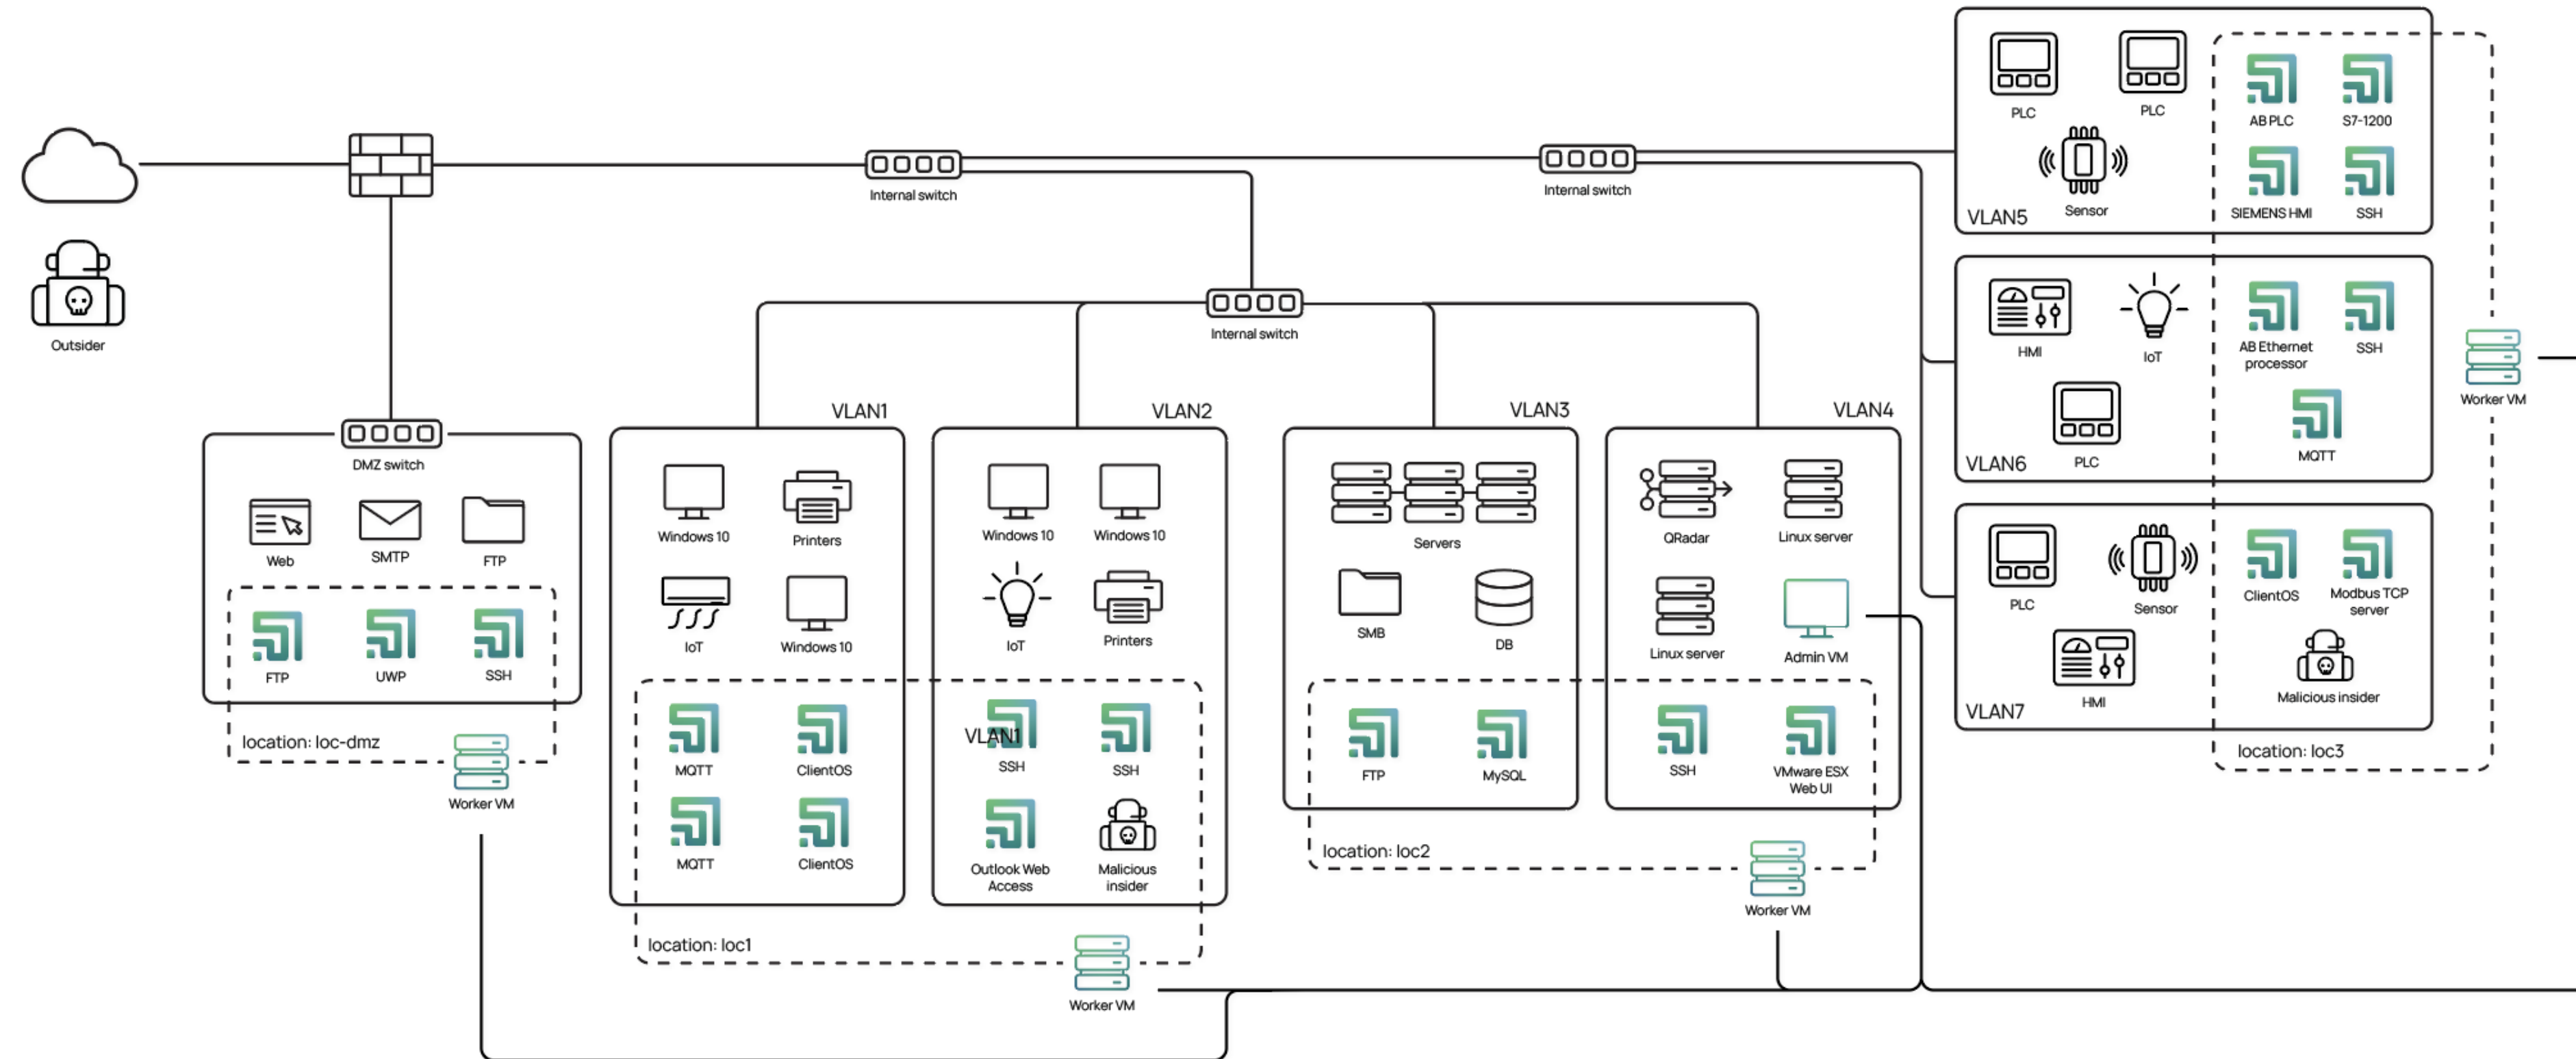 Outsider
Internal switch
Internal switch
Internal switch
DMZ switch
Web
SMTP
FTP
FTP
UWP
SSH
location: loc-dmz
Worker VM
VLAN1
Windows 10
Printers
IoT
Windows 10
MQTT
ClientOS
MQTT
ClientOS
VLAN2
Windows 10
Windows 10
IoT
Printers
VLAN1
SSH
SSH
Outlook Web
Access
Malicious
insider
location: loc1
Worker VM
VLAN3
Servers
SMB
DB
FTP
MySQL
VLAN4
QRadar
Linux server
Linux server
Admin VM
SSH
VMware ESX
Web UI
location: loc2
Worker VM
PLC
PLC
Sensor
VLAN5
AB PLC
S7-1200
SIEMENS HMI
SSH
HMI
IoT
PLC
VLAN6
AB Ethernet
processor
SSH
MQTT
PLC
Sensor
HMI
VLAN7
ClientOS
Modbus TCP
server
Malicious insider
location: loc3
Worker VM